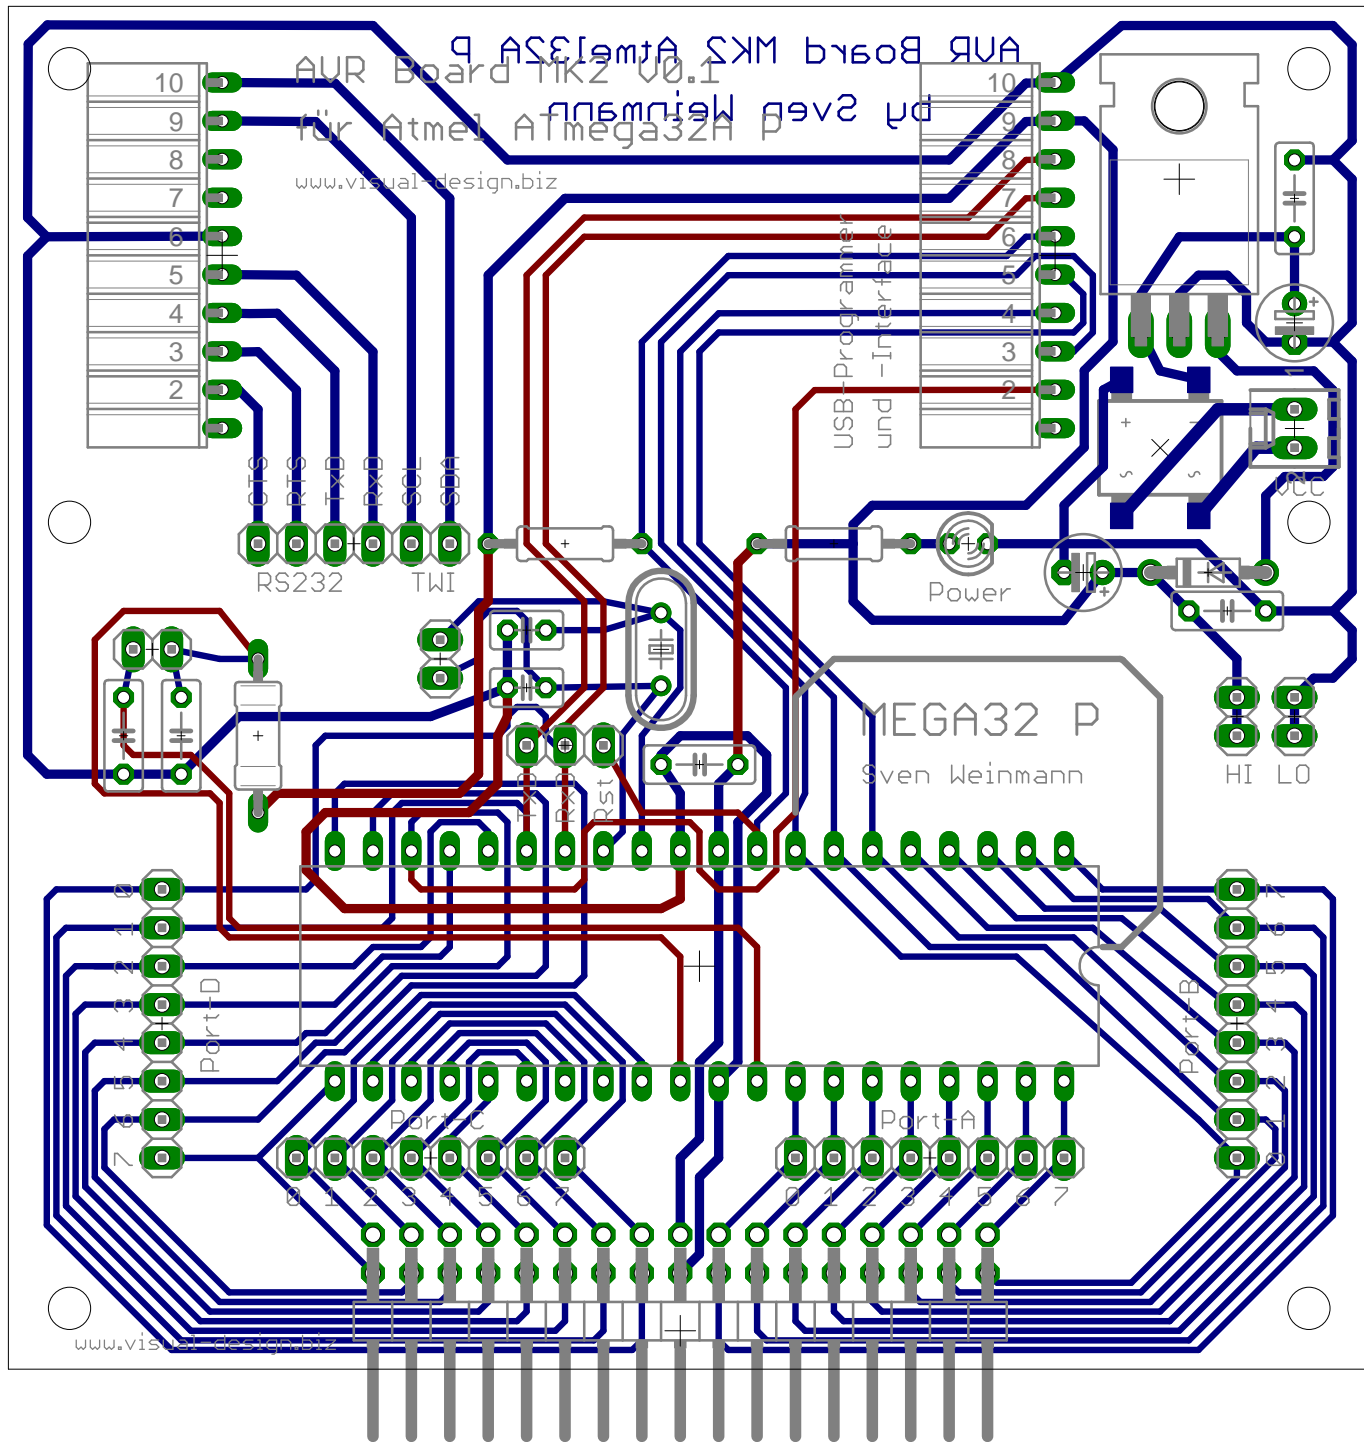 AVR Board MK2 Atmel32A P
by Sven Weinmann
AVR Board MK2 V0.1
für Atmel ATmega32A P
www.visual-design.biz
10
9
8
7
6
5
4
3
2
10
9
8
7
6
5
4
3
2
USB-Programmer
und -Interface
1
2
VCC
CTS
RTS
TXD
RXD
SCL
SDA
RS232
TWI
Power
MEGA32 P
Sven Weinmann
HI
LO
TxD
RxD
Rst
0
1
2
3
4
5
6
7
Port-D
7
6
5
4
3
2
1
0
Port-B
Port-C
0
1
2
3
4
5
6
7
Port-A
0
1
2
3
4
5
6
7
www.visual-design.biz